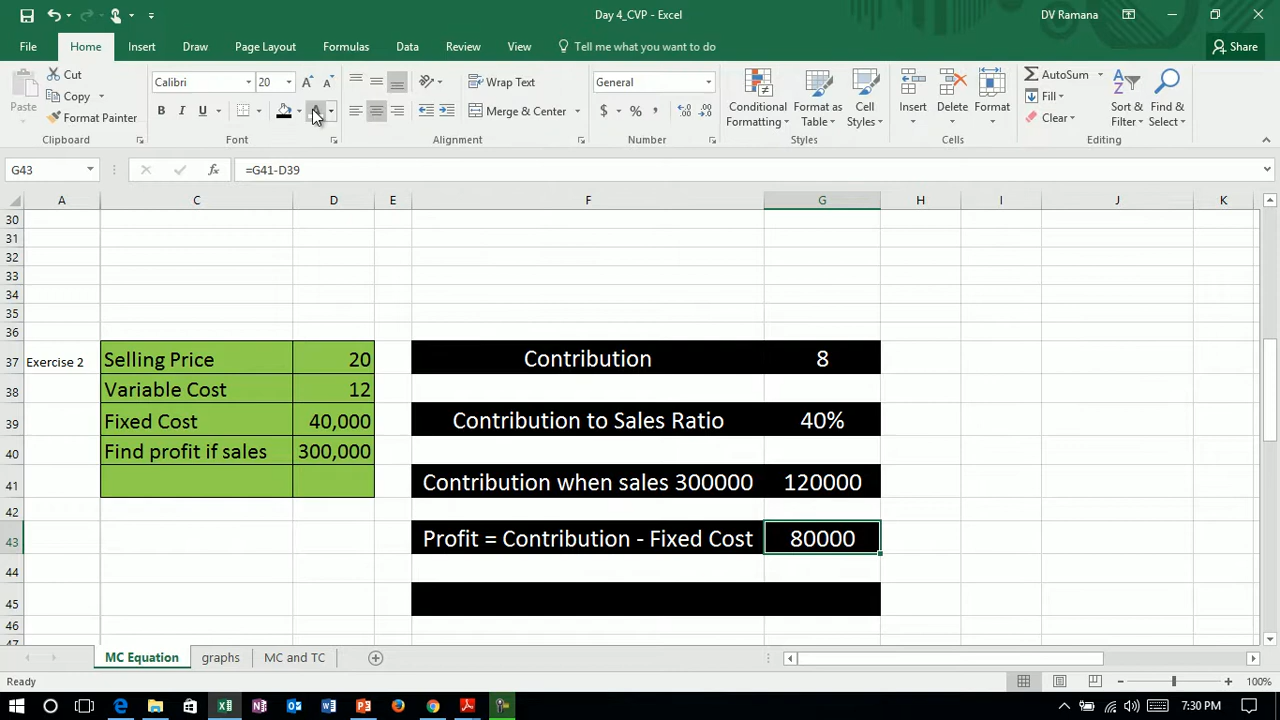 Day 4_CVP - Excel
DV Ramana
File Home Insert Draw Page Layout Formulas Data Review View Tell me what you want to do Share
Paste Cut Copy Format Painter Clipboard
Calibri 20 B I U Font
Wrap Text Merge & Center Alignment
General $ % , Number
Conditional Formatting Format as Table Cell Styles Styles
Insert Delete Format Cells
AutoSum Fill Clear Sort & Filter Find & Select Editing
G43 fx =G41-D39
A C D E F G H I J K
30
31
32
33
34
35
36
37 Exercise 2 Selling Price 20 Contribution 8
38 Variable Cost 12
39 Fixed Cost 40,000 Contribution to Sales Ratio 40%
40 Find profit if sales 300,000
41 Contribution when sales 300000 120000
42
43 Profit = Contribution - Fixed Cost 80000
44
45
46
47
MC Equation graphs MC and TC
Ready 100%
7:30 PM